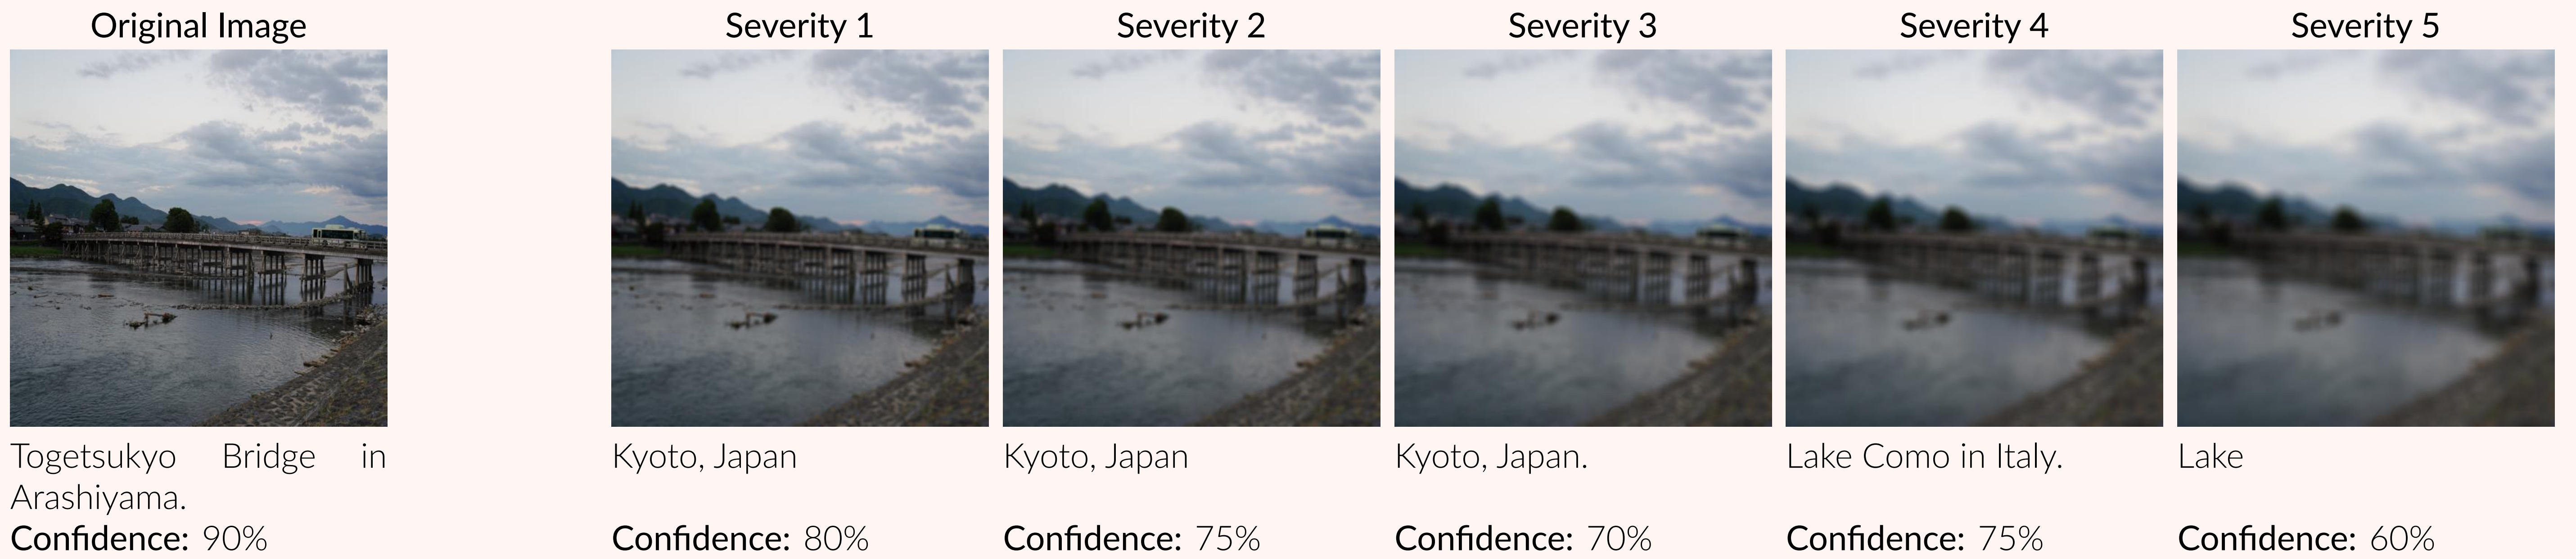 Original Image
Severity 1
Severity 2
Severity 3
Severity 4
Severity 5
Togetsukyo Bridge in
Arashiyama.
Confidence: 90%
Kyoto, Japan
Confidence: 80%
Kyoto, Japan
Confidence: 75%
Kyoto, Japan.
Confidence: 70%
Lake Como in Italy.
Confidence: 75%
Lake
Confidence: 60%